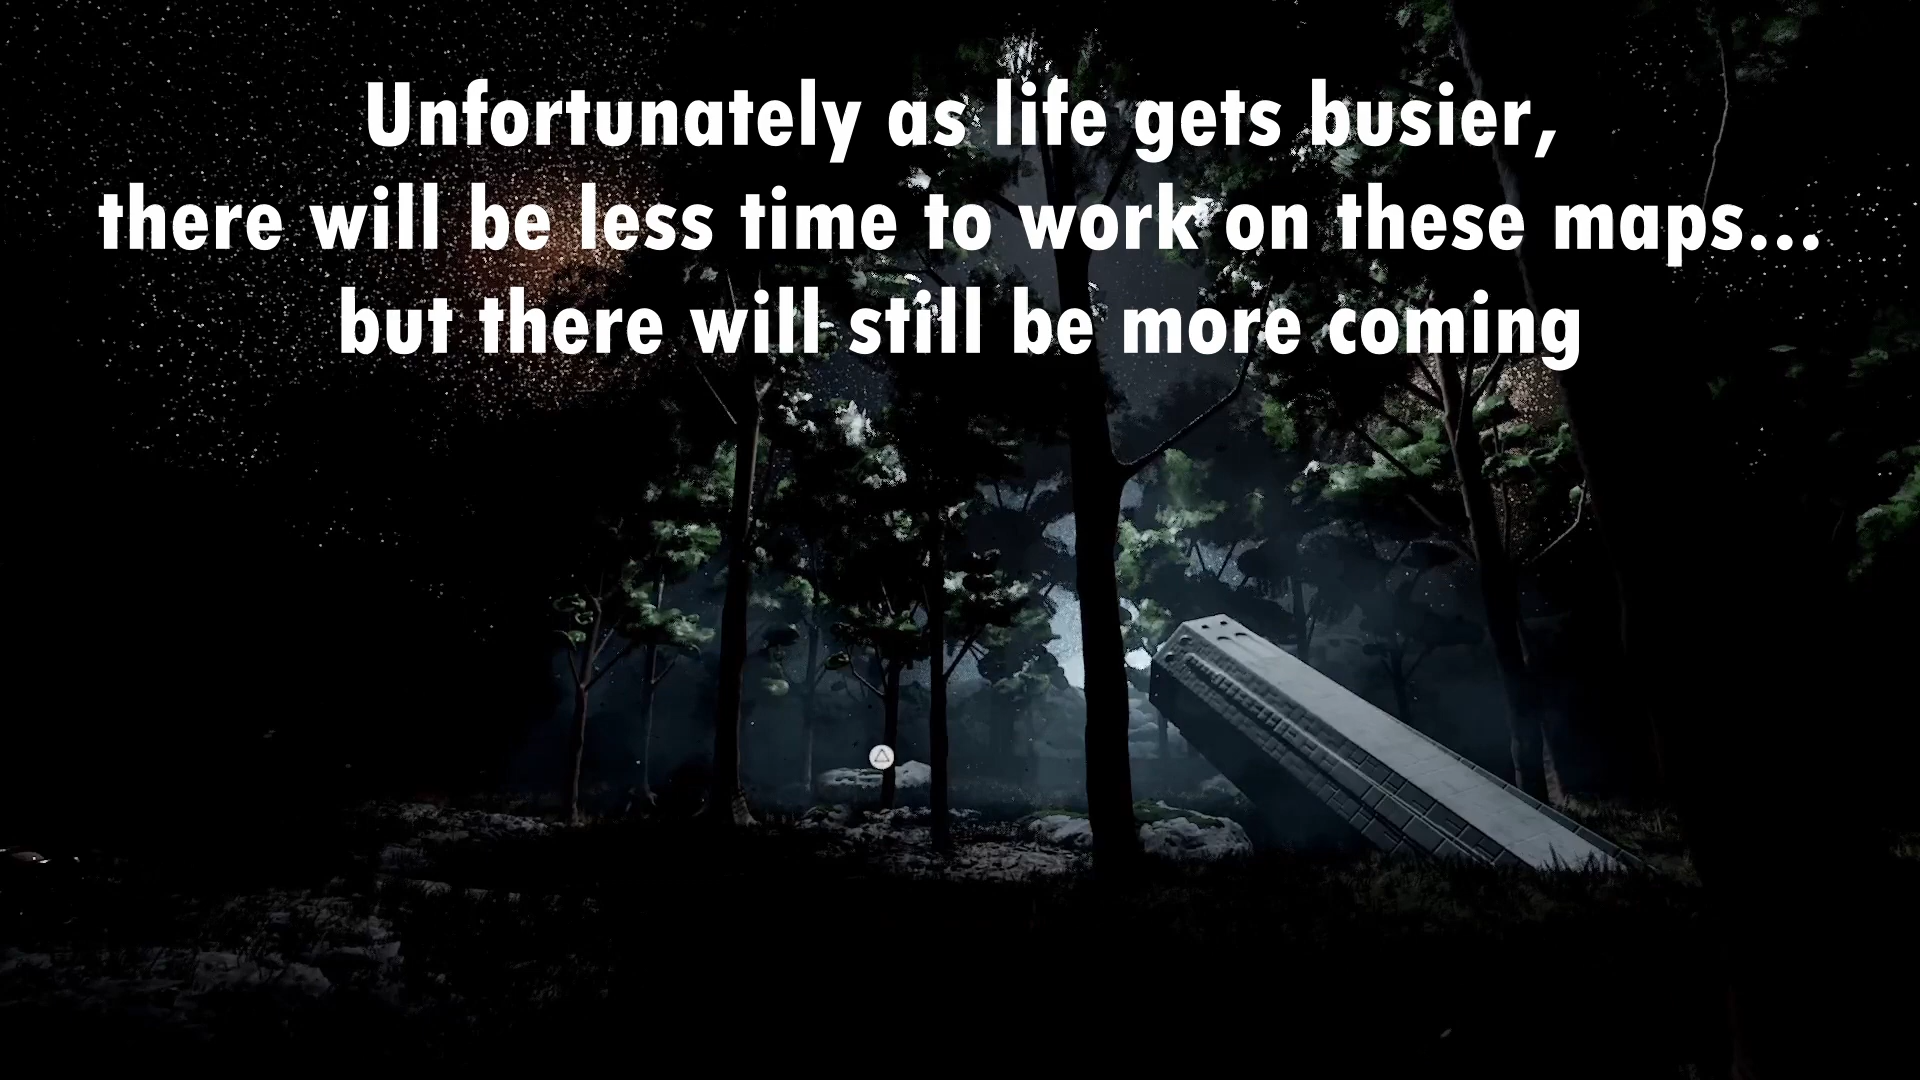 Unfortunately as life gets busier,
there will be less time to work on these maps...
but there will still be more coming